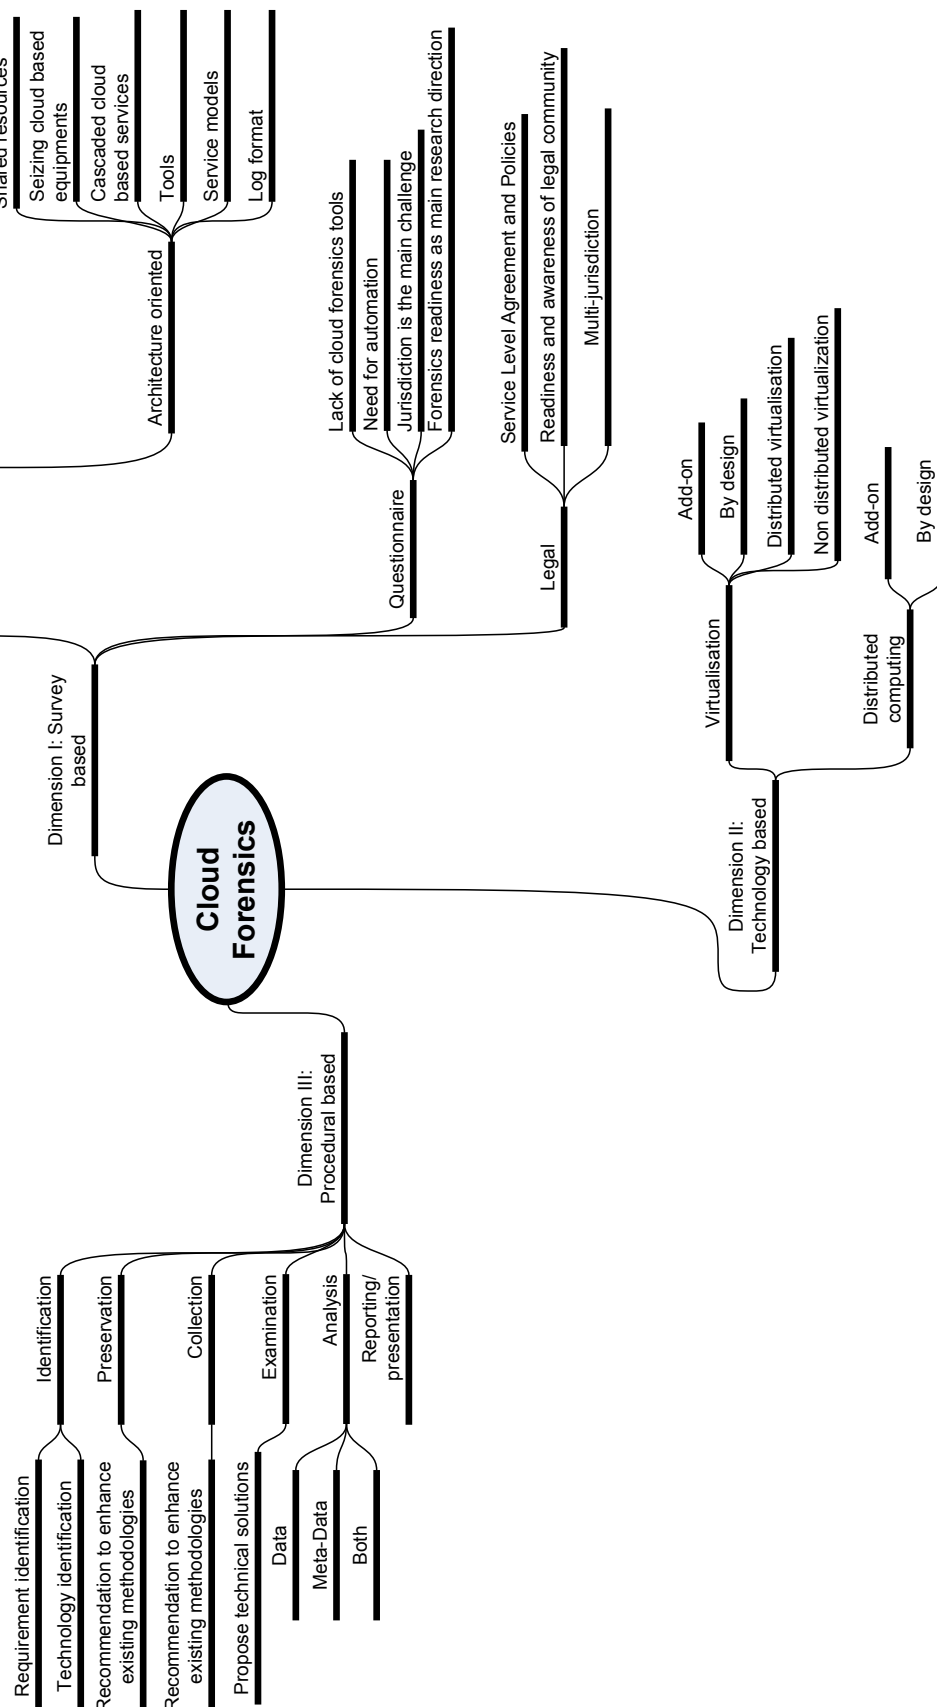 Cloud
Forensics
Dimension I: Survey
based
Architecture oriented
Shared resources
Seizing cloud based
equipments
Cascaded cloud
based services
Tools
Service models
Log format
Questionnaire
Lack of cloud forensics tools
Need for automation
Jurisdiction is the main challenge
Forensics readiness as main research direction
Legal
Service Level Agreement and Policies
Readiness and awareness of legal community
Multi-jurisdiction
Dimension II:
Technology based
Virtualisation
Add-on
By design
Distributed virtualisation
Non distributed virtualization
Distributed
computing
Add-on
By design
Dimension III:
Procedural based
Identification
Requirement identification
Technology identification
Preservation
Recommendation to enhance
existing methodologies
Collection
Recommendation to enhance
existing methodologies
Examination
Propose technical solutions
Analysis
Data
Meta-Data
Both
Reporting/
presentation